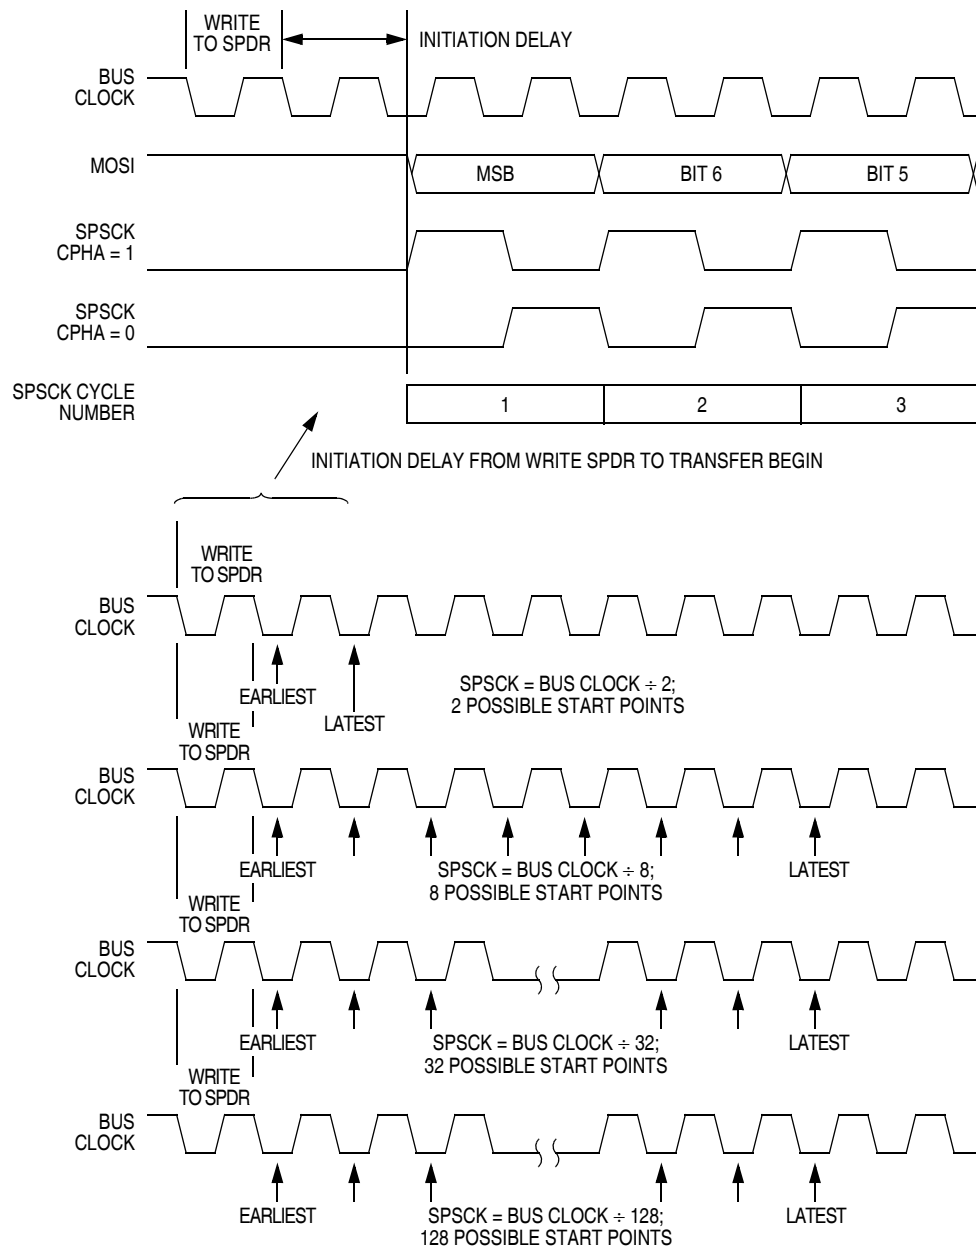 WRITE
TO SPDR
INITIATION DELAY
BUS
CLOCK
MOSI
MSB
BIT 6
BIT 5
SPSCK
CPHA = 1
SPSCK
CPHA = 0
SPSCK CYCLE
NUMBER
1
2
3
INITIATION DELAY FROM WRITE SPDR TO TRANSFER BEGIN
WRITE
TO SPDR
BUS
CLOCK
EARLIEST
LATEST
SPSCK = BUS CLOCK ÷ 2;
2 POSSIBLE START POINTS
WRITE
TO SPDR
BUS
CLOCK
EARLIEST
SPSCK = BUS CLOCK ÷ 8;
8 POSSIBLE START POINTS
LATEST
WRITE
TO SPDR
BUS
CLOCK
EARLIEST
SPSCK = BUS CLOCK ÷ 32;
32 POSSIBLE START POINTS
LATEST
WRITE
TO SPDR
BUS
CLOCK
EARLIEST
SPSCK = BUS CLOCK ÷ 128;
128 POSSIBLE START POINTS
LATEST